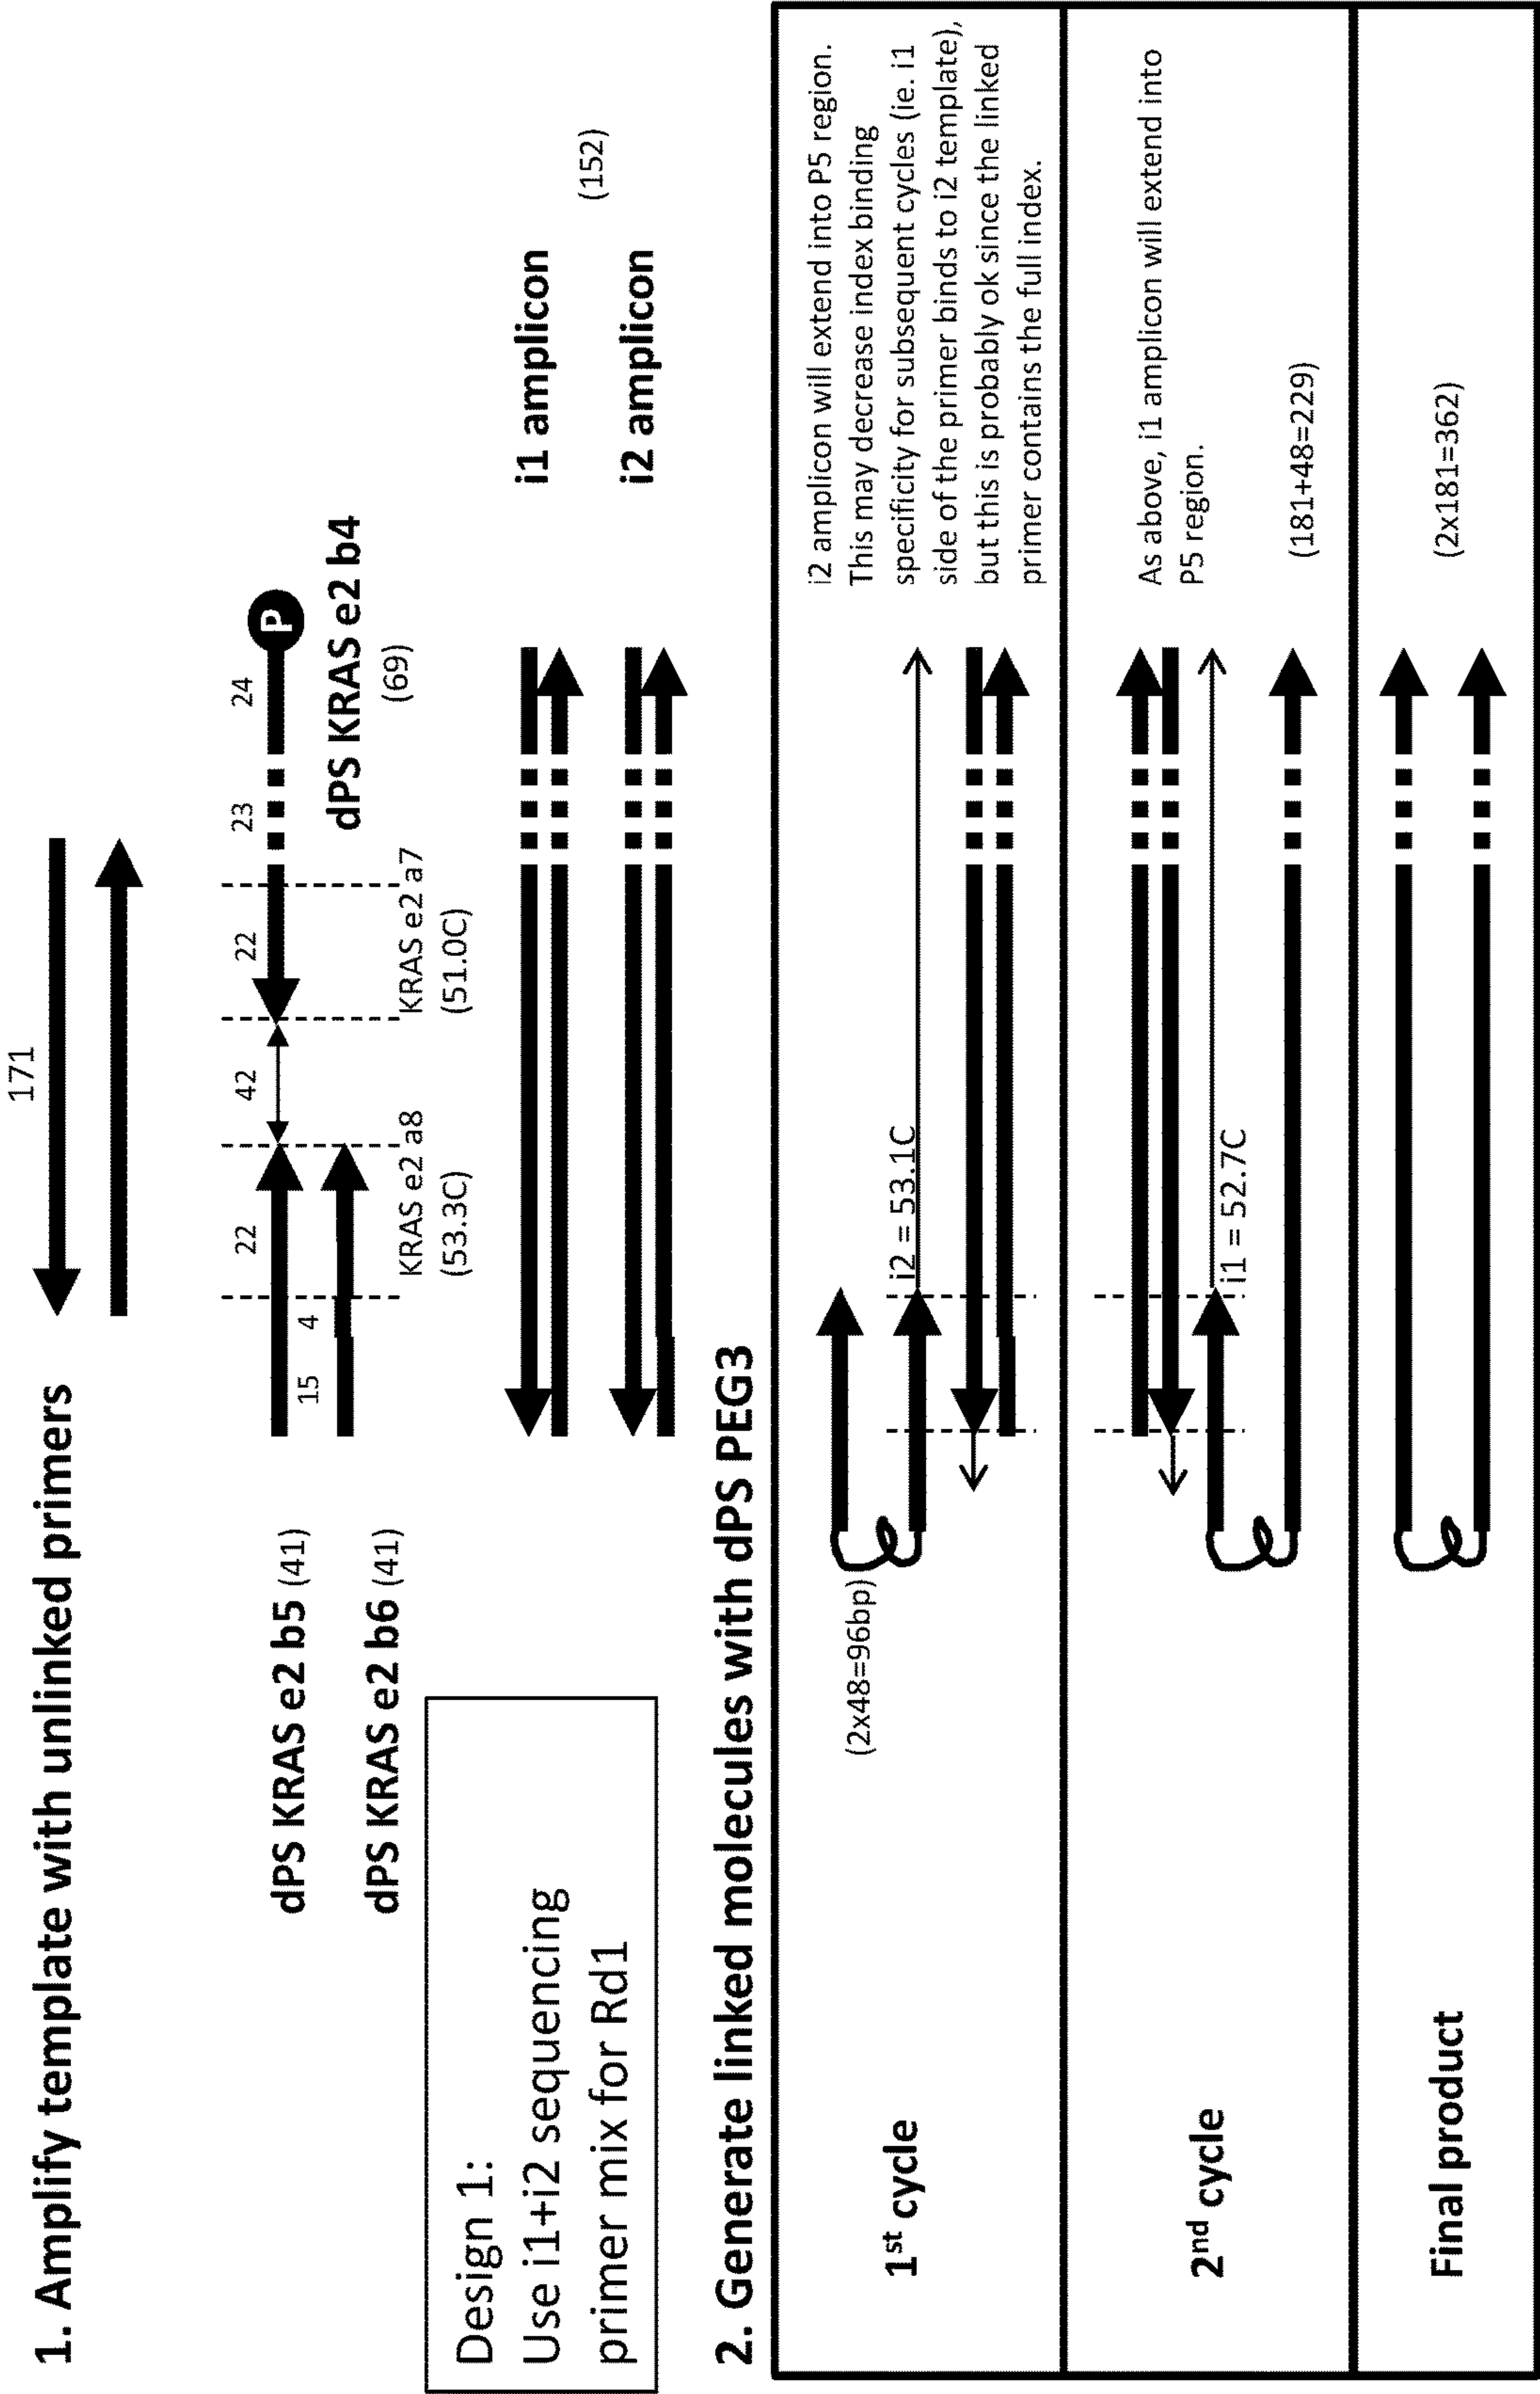 1. Amplify template with unlinked primers
171
22
42
22
23
24
15
4
P
dPS KRAS e2 b5 (41)
dPS KRAS e2 b6 (41)
KRAS e2 a8
(53.3C)
KRAS e2 a7
(51.0C)
dPS KRAS e2 b4
(69)
Design 1:
Use i1+i2 sequencing
primer mix for Rd1
i1 amplicon
(152)
i2 amplicon
2. Generate linked molecules with dPS PEG3
1st cycle
(2x48=96bp)
i2 = 53.1C
i2 amplicon will extend into P5 region.
This may decrease index binding
specificity for subsequent cycles (ie. i1
side of the primer binds to i2 template),
but this is probably ok since the linked
primer contains the full index.
2nd cycle
i1 = 52.7C
As above, i1 amplicon will extend into
P5 region.
(181+48=229)
Final product
(2x181=362)